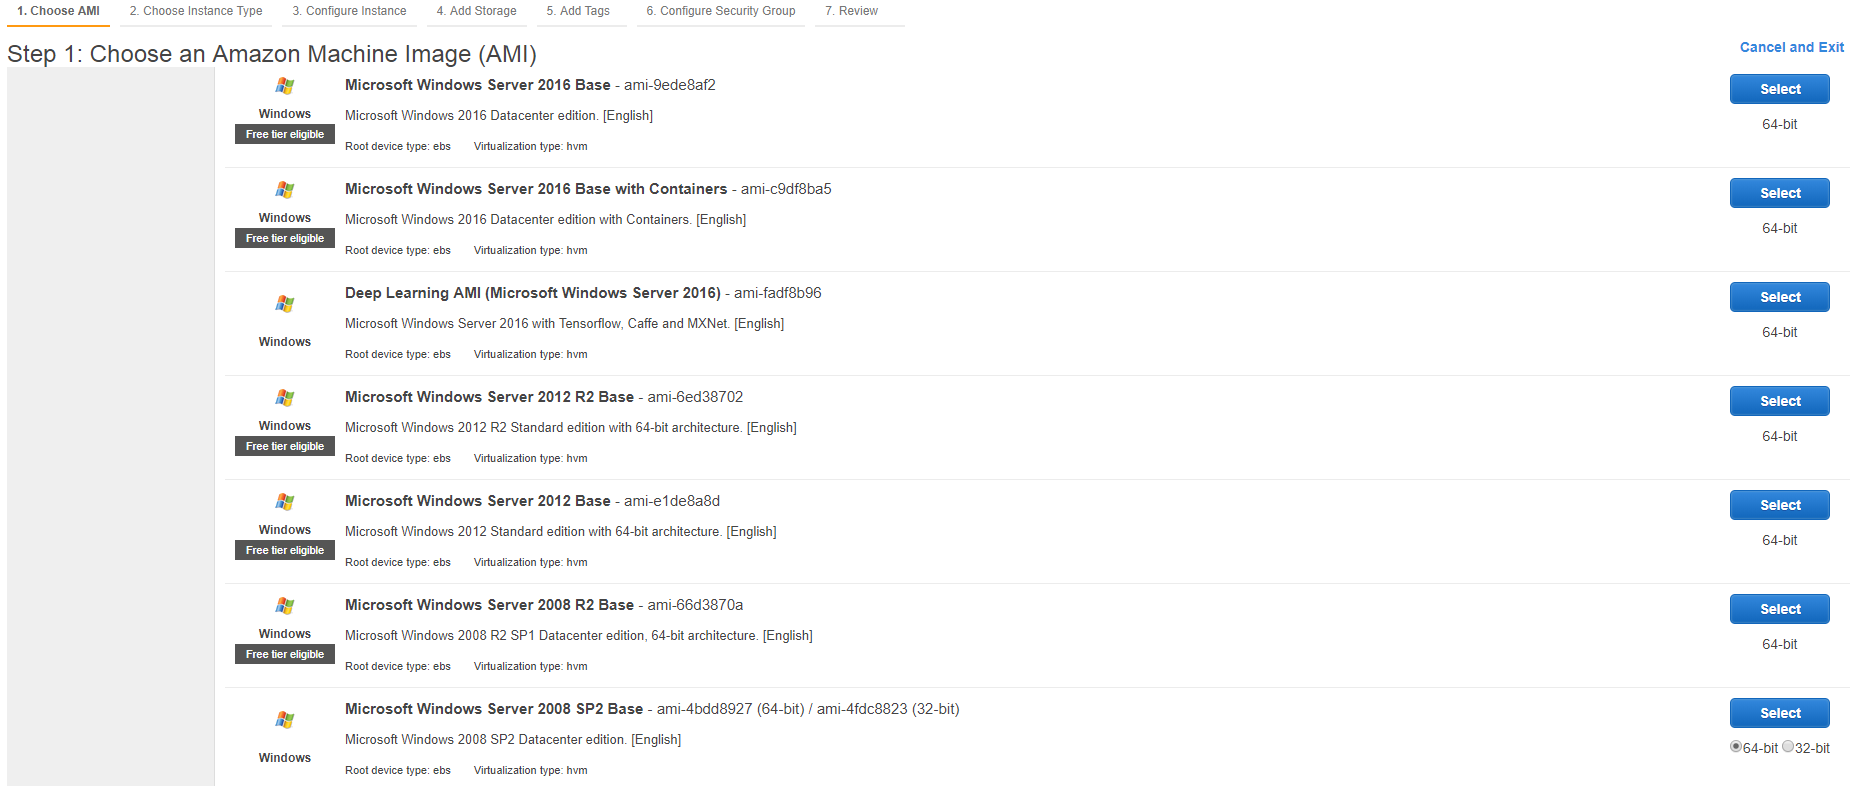 1. Choose AMI 2. Choose Instance Type 3. Configure Instance 4. Add Storage 5. Add Tags 6. Configure Security Group 7. Review
Step 1: Choose an Amazon Machine Image (AMI)
Cancel and Exit
Windows
Free tier eligible
Microsoft Windows Server 2016 Base - ami-9ede8af2
Microsoft Windows 2016 Datacenter edition. [English]
Root device type: ebs Virtualization type: hvm
Select
64-bit
Windows
Free tier eligible
Microsoft Windows Server 2016 Base with Containers - ami-c9df8ba5
Microsoft Windows 2016 Datacenter edition with Containers. [English]
Root device type: ebs Virtualization type: hvm
Select
64-bit
Windows
Deep Learning AMI (Microsoft Windows Server 2016) - ami-fadf8b96
Microsoft Windows Server 2016 with Tensorflow, Caffe and MXNet. [English]
Root device type: ebs Virtualization type: hvm
Select
64-bit
Windows
Free tier eligible
Microsoft Windows Server 2012 R2 Base - ami-6ed38702
Microsoft Windows 2012 R2 Standard edition with 64-bit architecture. [English]
Root device type: ebs Virtualization type: hvm
Select
64-bit
Windows
Free tier eligible
Microsoft Windows Server 2012 Base - ami-e1de8a8d
Microsoft Windows 2012 Standard edition with 64-bit architecture. [English]
Root device type: ebs Virtualization type: hvm
Select
64-bit
Windows
Free tier eligible
Microsoft Windows Server 2008 R2 Base - ami-66d3870a
Microsoft Windows 2008 R2 SP1 Datacenter edition, 64-bit architecture. [English]
Root device type: ebs Virtualization type: hvm
Select
64-bit
Windows
Microsoft Windows Server 2008 SP2 Base - ami-4bdd8927 (64-bit) / ami-4fdc8823 (32-bit)
Microsoft Windows 2008 SP2 Datacenter edition. [English]
Root device type: ebs Virtualization type: hvm
Select
64-bit 32-bit